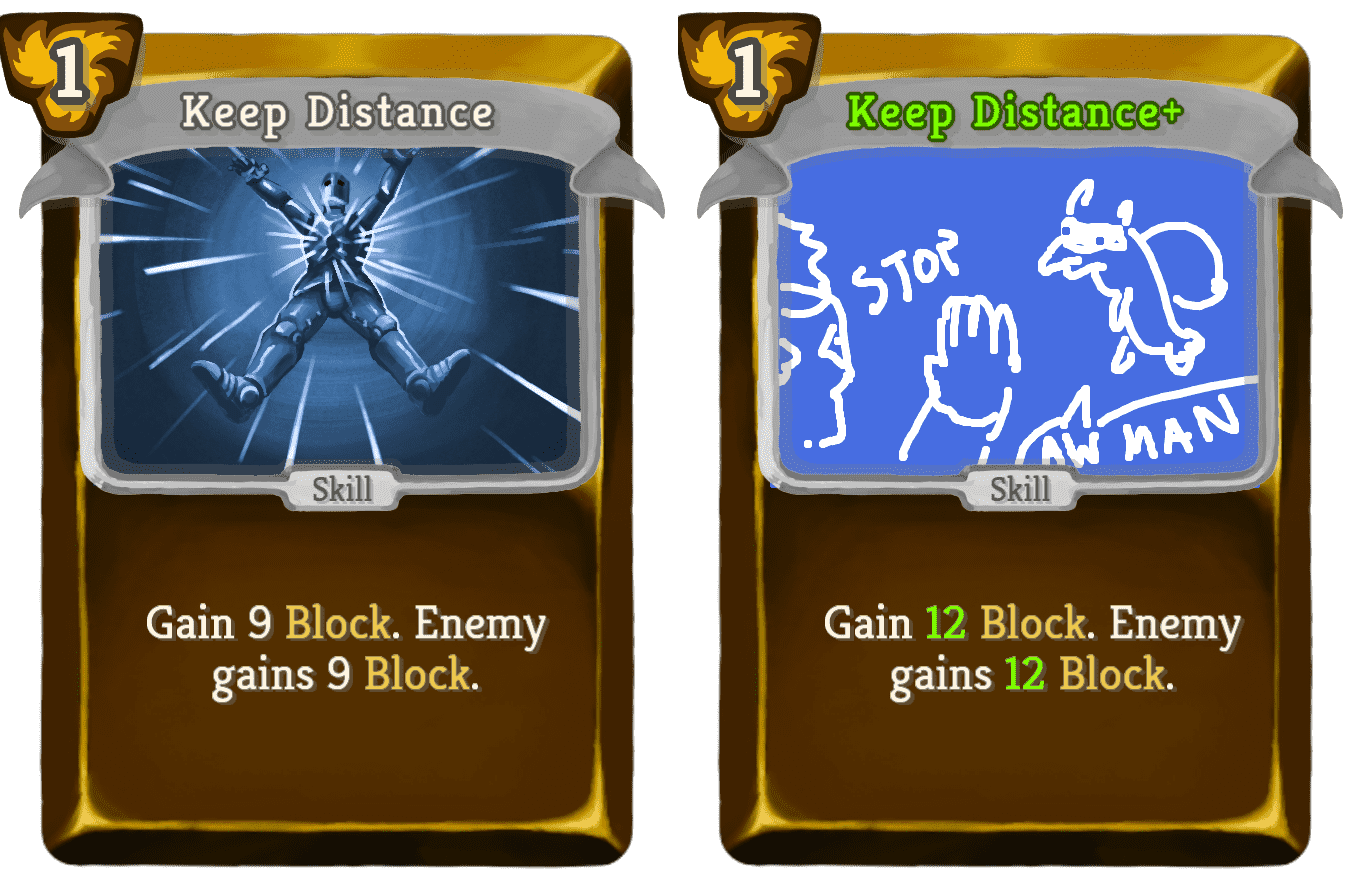 1
Keep Distance
Skill
Gain 9 Block. Enemy
gains 9 Block.
1
Keep Distance+
STOP
AW MAN
Skill
Gain 12 Block. Enemy
gains 12 Block.